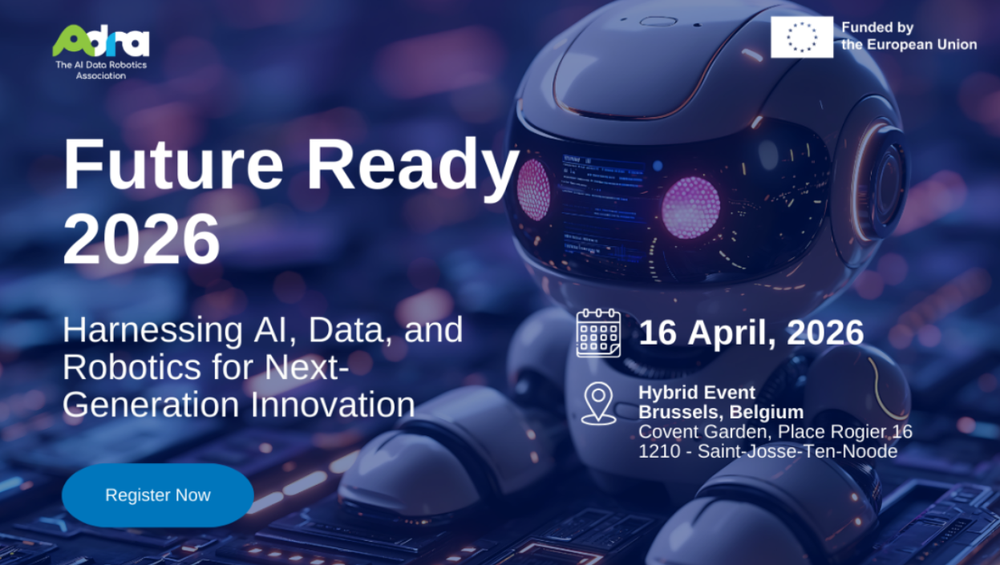 Adra
The AI Data Robotics
Association
Funded by
the European Union
Future Ready
2026
Harnessing AI, Data, and
Robotics for Next-
Generation Innovation
16 April, 2026
Hybrid Event
Brussels, Belgium
Covent Garden, Place Rogier 16
1210 - Saint-Josse-Ten-Noode
Register Now